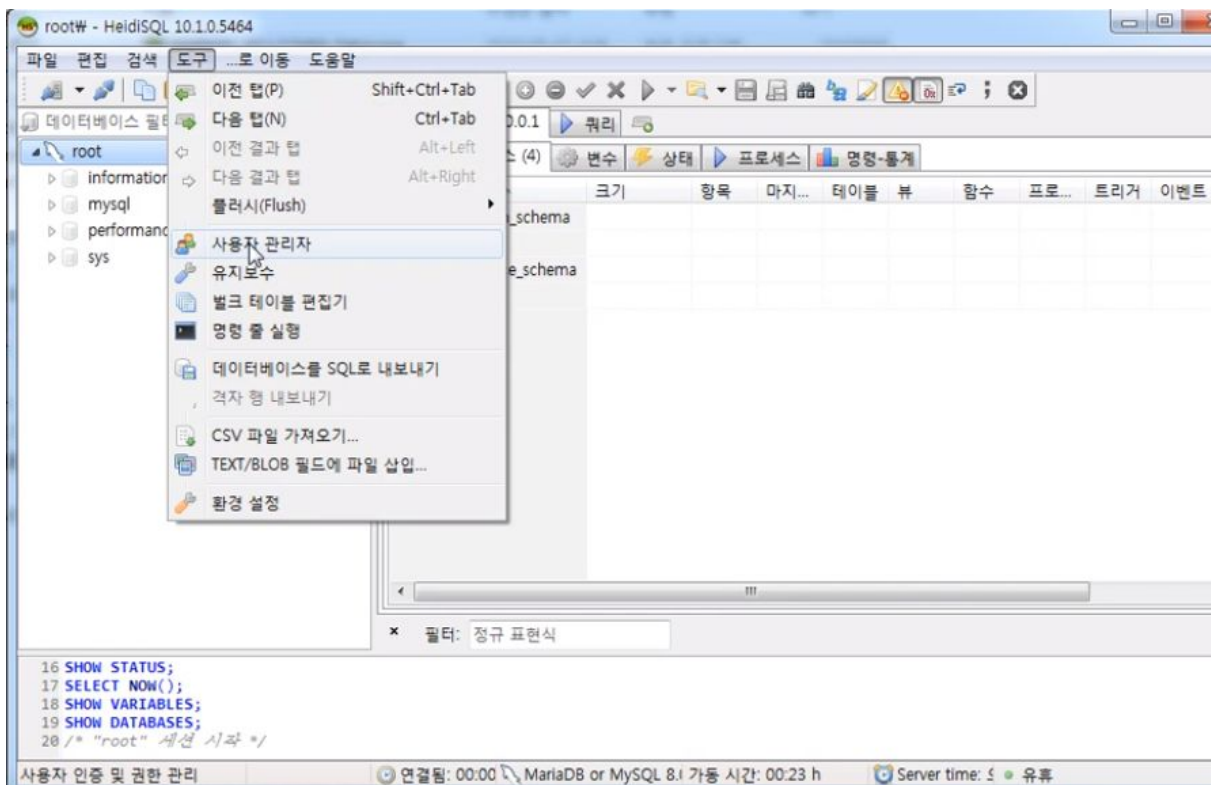 root₩ - HeidiSQL 10.1.0.5464
파일 편집 검색 도구 ...로 이동 도움말
이전 탭(P) Shift+Ctrl+Tab
다음 탭(N) Ctrl+Tab
이전 결과 탭 Alt+Left
다음 결과 탭 Alt+Right
플러시(Flush)
사용자 관리자
유지보수
벌크 테이블 편집기
명령 줄 실행
데이터베이스를 SQL로 내보내기
격자 행 내보내기
CSV 파일 가져오기...
TEXT/BLOB 필드에 파일 삽입...
환경 설정
데이터베이스 필터
root
information
mysql
performanc
sys
0.0.1 쿼리
(4) 변수 상태 프로세스 명령-통계
크기 항목 마지... 테이블 뷰 함수 프로... 트리거 이벤트
_schema
e_schema
× 필터: 정규 표현식
16 SHOW STATUS;
17 SELECT NOW();
18 SHOW VARIABLES;
19 SHOW DATABASES;
20 /* "root" 세션 시작 */
사용자 인증 및 권한 관리 연결됨: 00:00 MariaDB or MySQL 8.( 가동 시간: 00:23 h Server time: 유휴